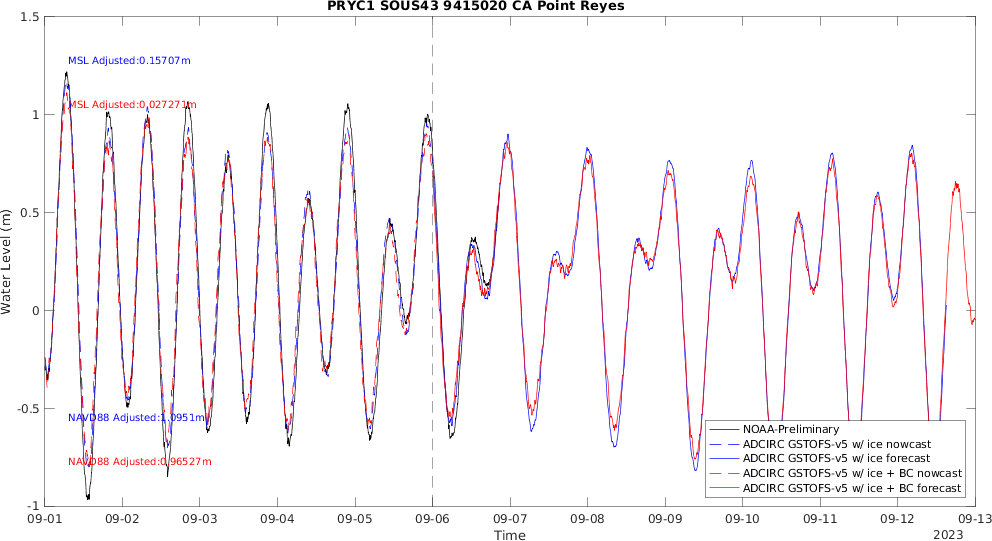 PRYC1 SOUS43 9415020 CA Point Reyes
1.5
1
0.5
0
-0.5
-1
Water Level (m)
MSL Adjusted:0.15707m
MSL Adjusted:0.027271m
NAVD88 Adjusted:1.0951m
NAVD88 Adjusted:0.96527m
NOAA-Preliminary
ADCIRC GSTOFS-v5 w/ ice nowcast
ADCIRC GSTOFS-v5 w/ ice forecast
ADCIRC GSTOFS-v5 w/ ice + BC nowcast
ADCIRC GSTOFS-v5 w/ ice + BC forecast
09-01 09-02 09-03 09-04 09-05 09-06 09-07 09-08 09-09 09-10 09-11 09-12 09-13
Time
2023